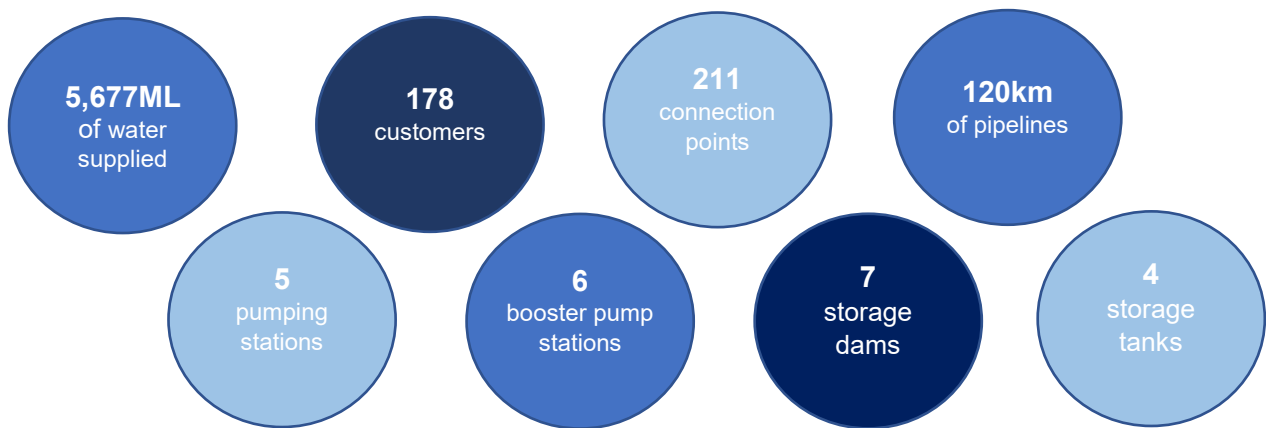 5,677ML
of water
supplied
178
customers
211
connection
points
120km
of pipelines
5
pumping
stations
6
booster pump
stations
7
storage
dams
4
storage
tanks